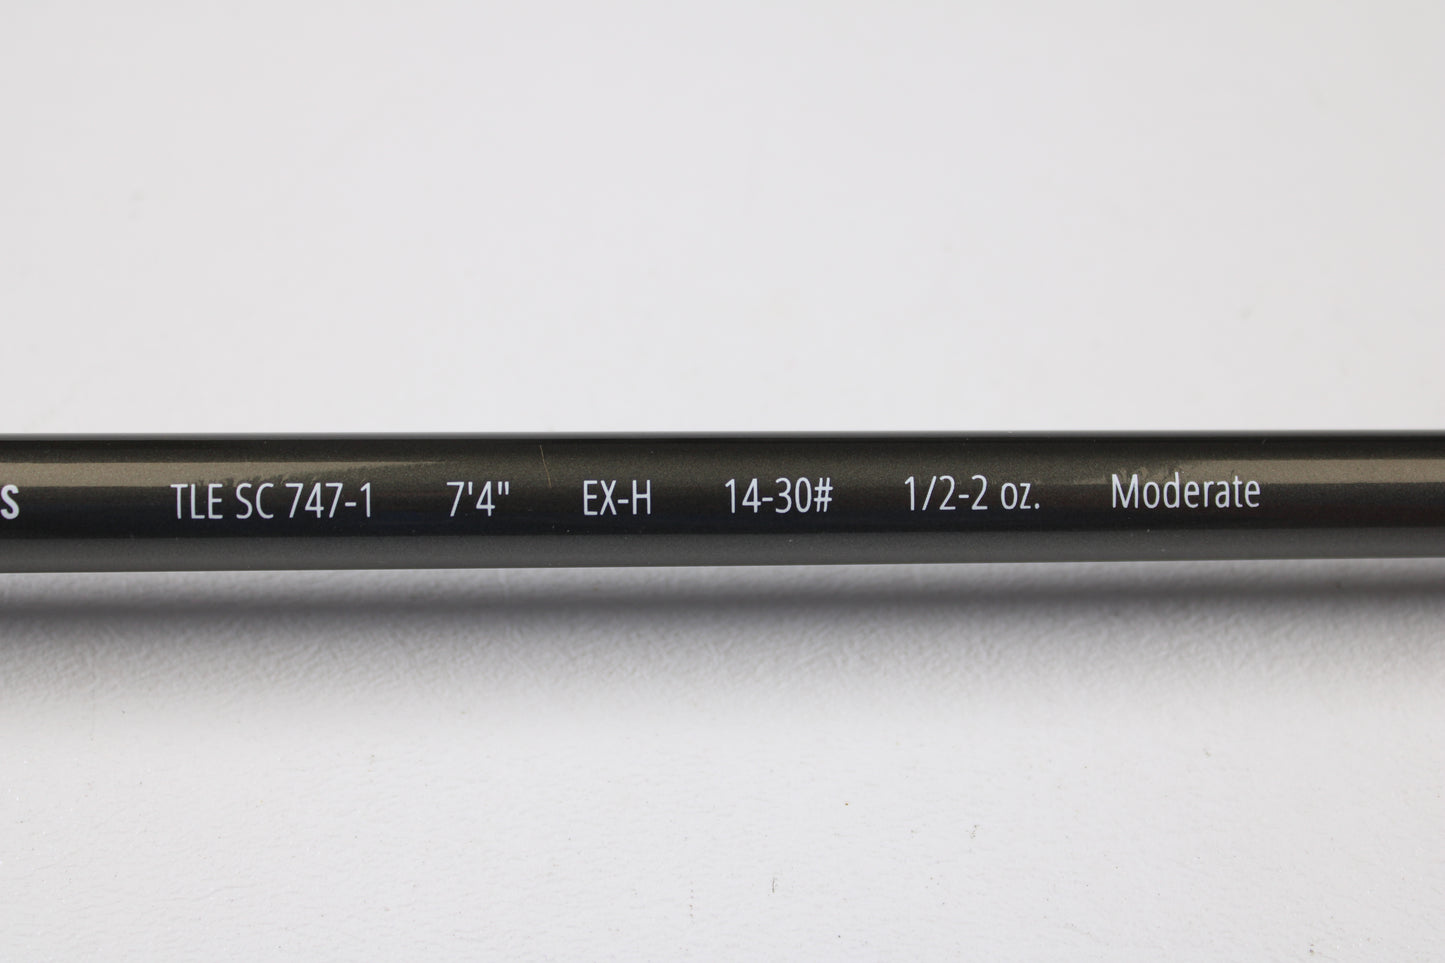 s TLE SC 747-1 7'4" EX-H 14-30# 1/2-2 oz. Moderate